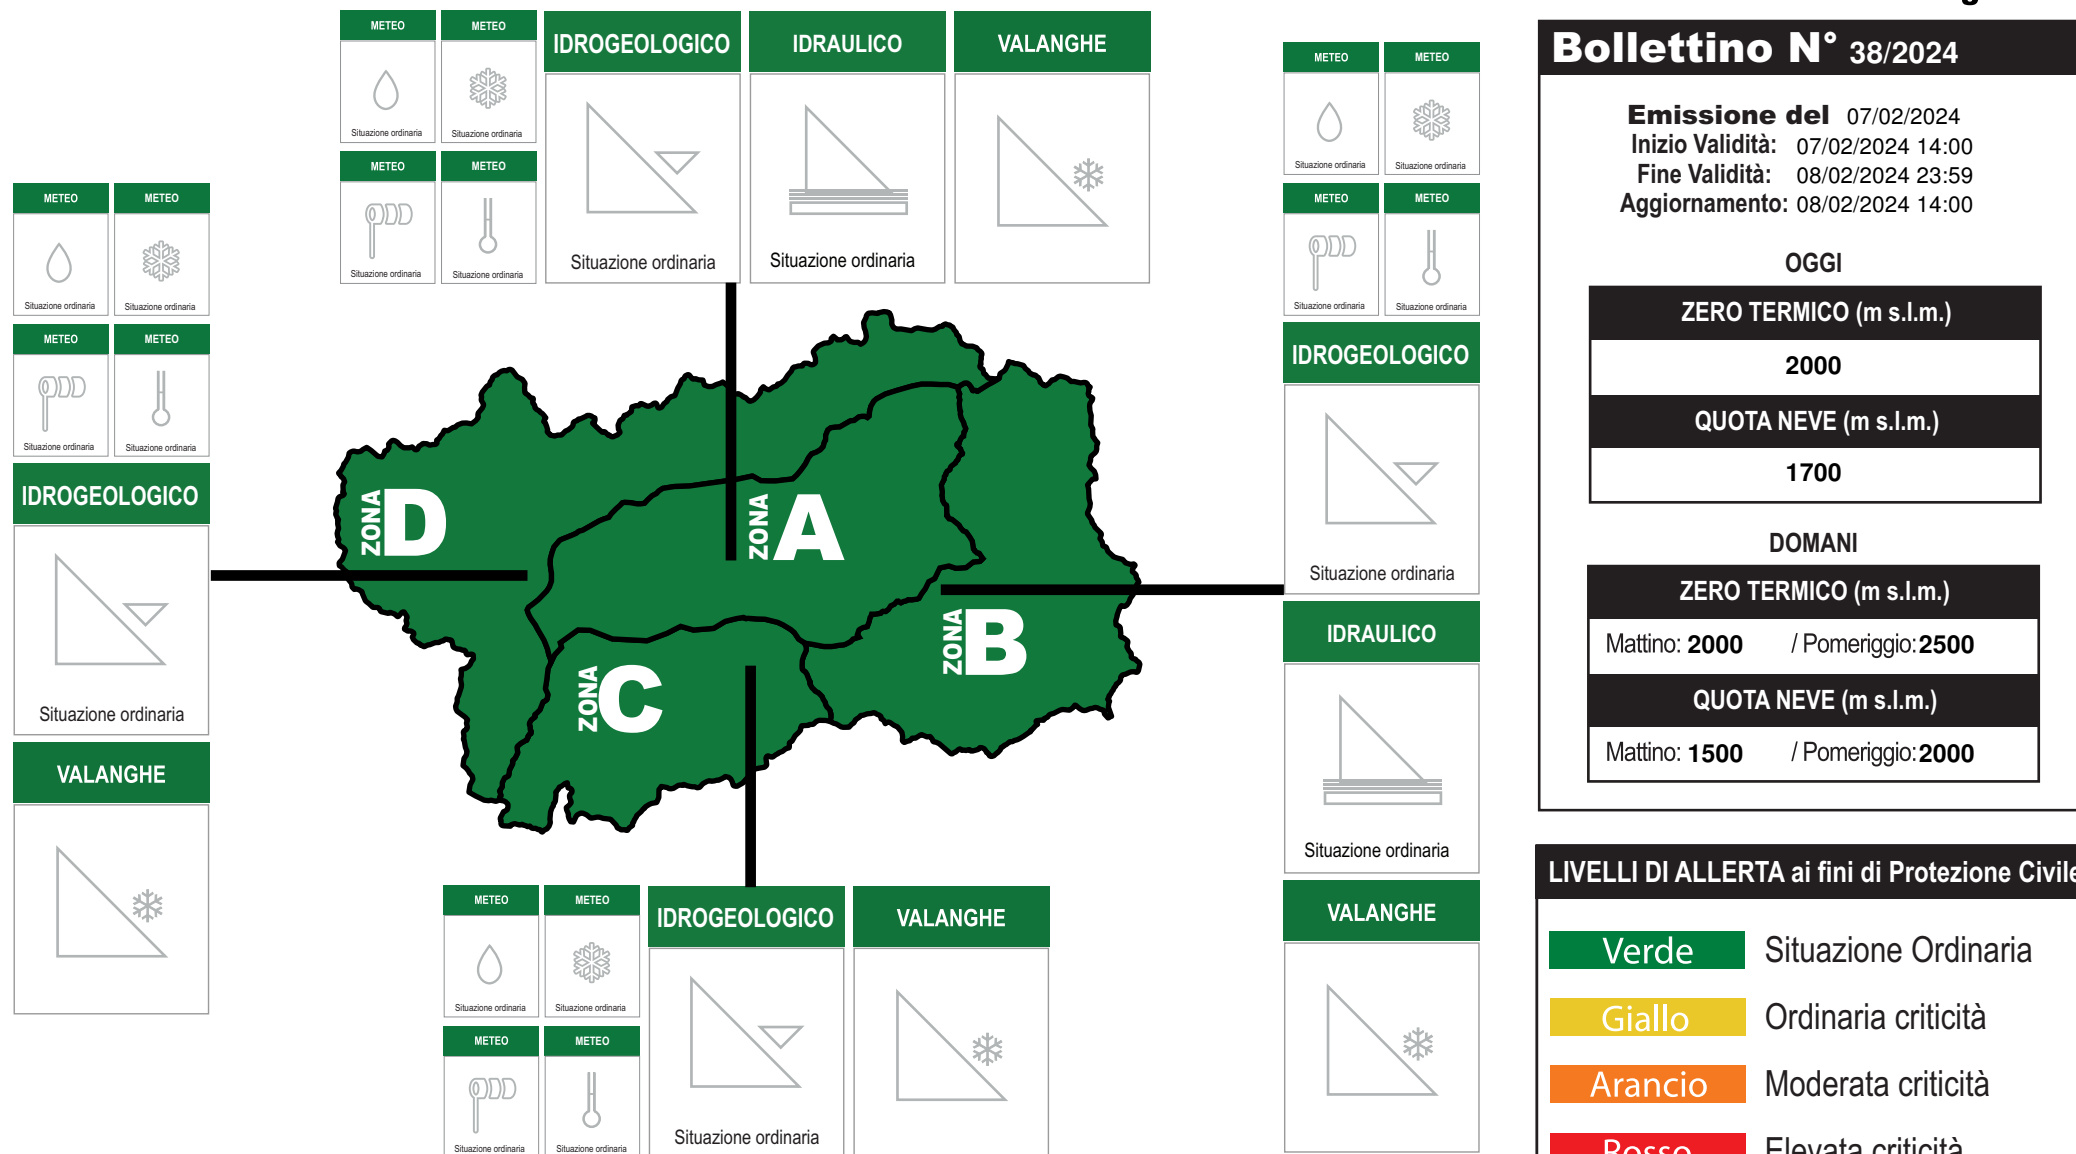 METEO
METEO
Situazione ordinaria
Situazione ordinaria
METEO
METEO
Situazione ordinaria
Situazione ordinaria
IDROGEOLOGICO
Situazione ordinaria
IDRAULICO
Situazione ordinaria
VALANGHE
METEO
METEO
Situazione ordinaria
Situazione ordinaria
METEO
METEO
Situazione ordinaria
Situazione ordinaria
IDROGEOLOGICO
Situazione ordinaria
VALANGHE
ZONA D
ZONA A
ZONA B
ZONA C
METEO
METEO
Situazione ordinaria
Situazione ordinaria
METEO
METEO
Situazione ordinaria
Situazione ordinaria
IDROGEOLOGICO
Situazione ordinaria
VALANGHE
METEO
METEO
Situazione ordinaria
Situazione ordinaria
METEO
METEO
Situazione ordinaria
Situazione ordinaria
IDROGEOLOGICO
Situazione ordinaria
IDRAULICO
Situazione ordinaria
VALANGHE
Bollettino N° 38/2024
Emissione del 07/02/2024
Inizio Validità: 07/02/2024 14:00
Fine Validità: 08/02/2024 23:59
Aggiornamento: 08/02/2024 14:00
OGGI
ZERO TERMICO (m s.l.m.)
2000
QUOTA NEVE (m s.l.m.)
1700
DOMANI
ZERO TERMICO (m s.l.m.)
Mattino: 2000 / Pomeriggio: 2500
QUOTA NEVE (m s.l.m.)
Mattino: 1500 / Pomeriggio: 2000
LIVELLI DI ALLERTA ai fini di Protezione Civile
Verde Situazione Ordinaria
Giallo Ordinaria criticità
Arancio Moderata criticità
Rosso Elevata criticità